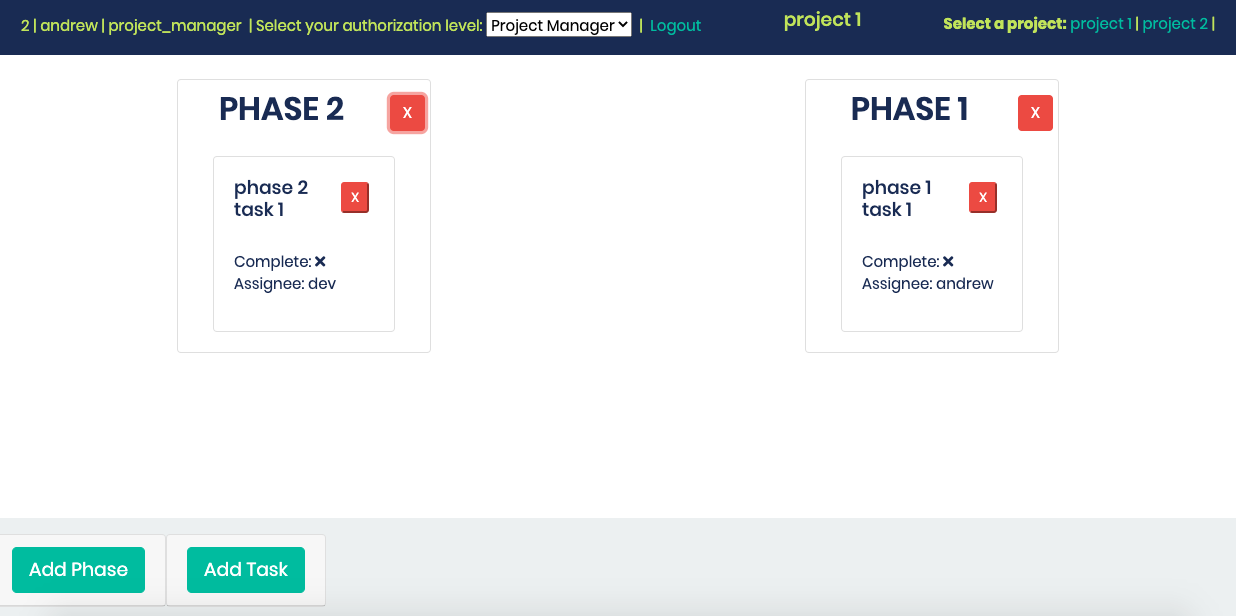 2 | andrew | project_manager | Select your authorization level: Project Manager | Logout
project 1
Select a project: project 1 | project 2 |
PHASE 2 X
phase 2 X
task 1
Complete: ✖
Assignee: dev
PHASE 1 X
phase 1 X
task 1
Complete: ✖
Assignee: andrew
Add Phase Add Task